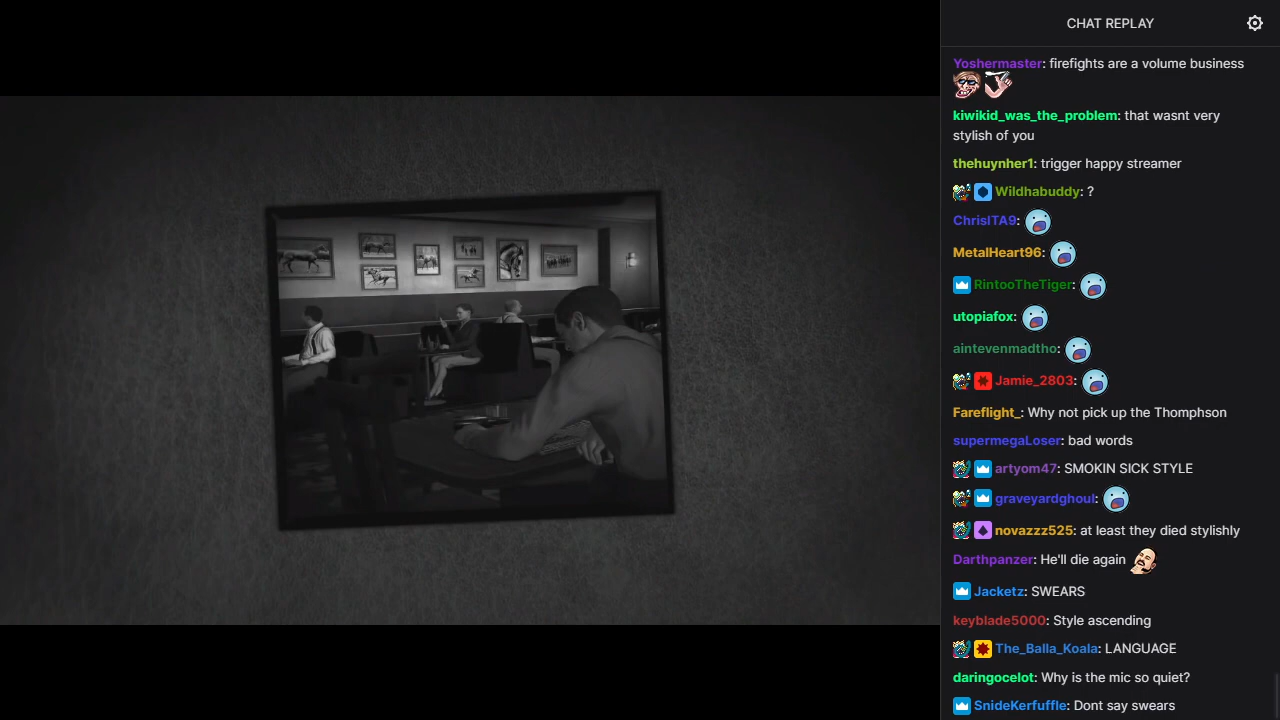 CHAT REPLAY
Yoshermaster: firefights are a volume business
kiwikid_was_the_problem: that wasnt very
stylish of you
thehuynher1: trigger happy streamer
Wildhabuddy: ?
ChrisITA9:
MetalHeart96:
RintooTheTiger:
utopiafox:
aintevenmadtho:
Jamie_2803:
Fareflight_: Why not pick up the Thomphson
supermegaLoser: bad words
artyom47: SMOKIN SICK STYLE
graveyardghoul:
novazzz525: at least they died stylishly
Darthpanzer: He'll die again
Jacketz: SWEARS
keyblade5000: Style ascending
The_Balla_Koala: LANGUAGE
daringocelot: Why is the mic so quiet?
SnideKerfuffle: Dont say swears